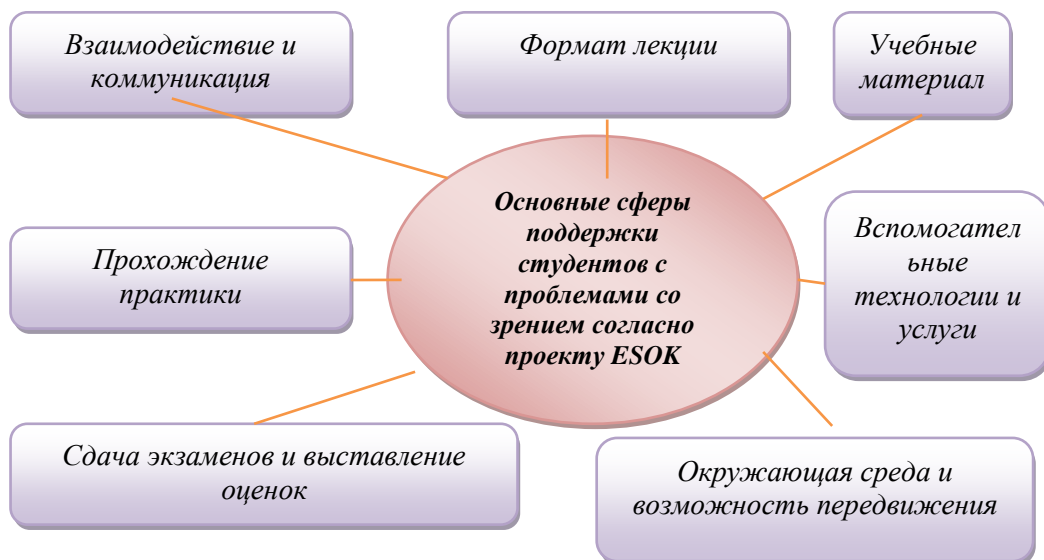 Взаимодействие и
коммуникация
Формат лекции
Учебные
материал
Основные сферы
поддержки
студентов с
проблемами со
зрением согласно
проекту ESOK
Прохождение
практики
Вспомогател
ьные
технологии и
услуги
Сдача экзаменов и выставление
оценок
Окружающая среда и
возможность передвижения